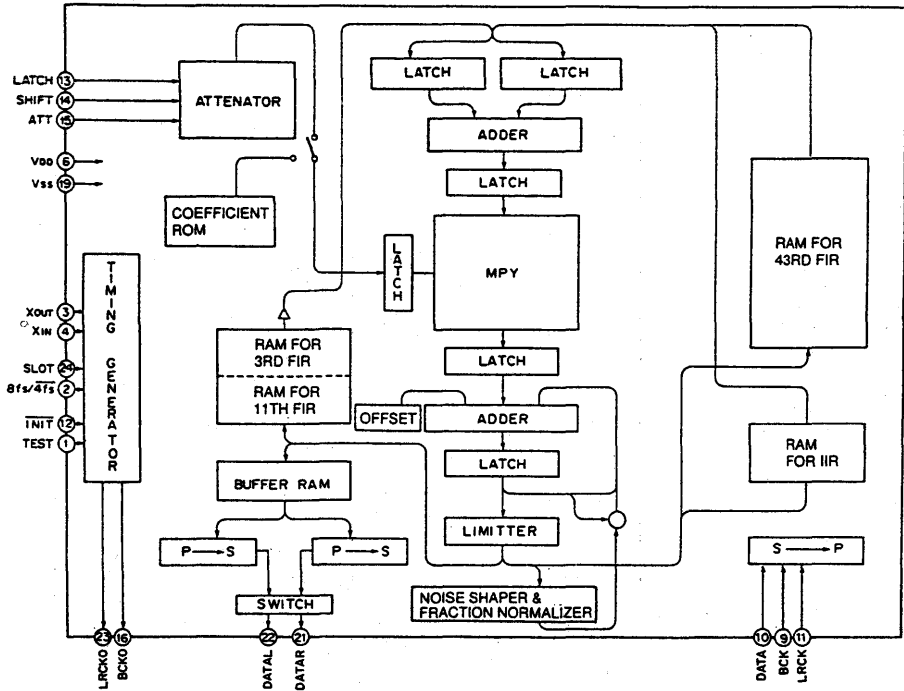 LATCH 13
SHIFT 14
ATT 15
VDD 6
VSS 19
ATTENATOR
COEFFICIENT
ROM
LATCH
LATCH
ADDER
LATCH
LATCH
MPY
LATCH
OFFSET
ADDER
LATCH
LIMITTER
NOISE SHAPER &
FRACTION NORMALIZER
RAM FOR
43RD FIR
RAM
FOR IIR
S → P
TIMING GENERATOR
XOUT 3
XIN 4
SLOT 24
8fs/4fs 2
INIT 12
TEST 1
RAM FOR
3RD FIR
RAM FOR
11TH FIR
BUFFER RAM
P → S
P → S
SWITCH
23 LRCKO
16 BCKO
22 DATAL
21 DATAR
10 DATA
9 BCK
11 LRCK